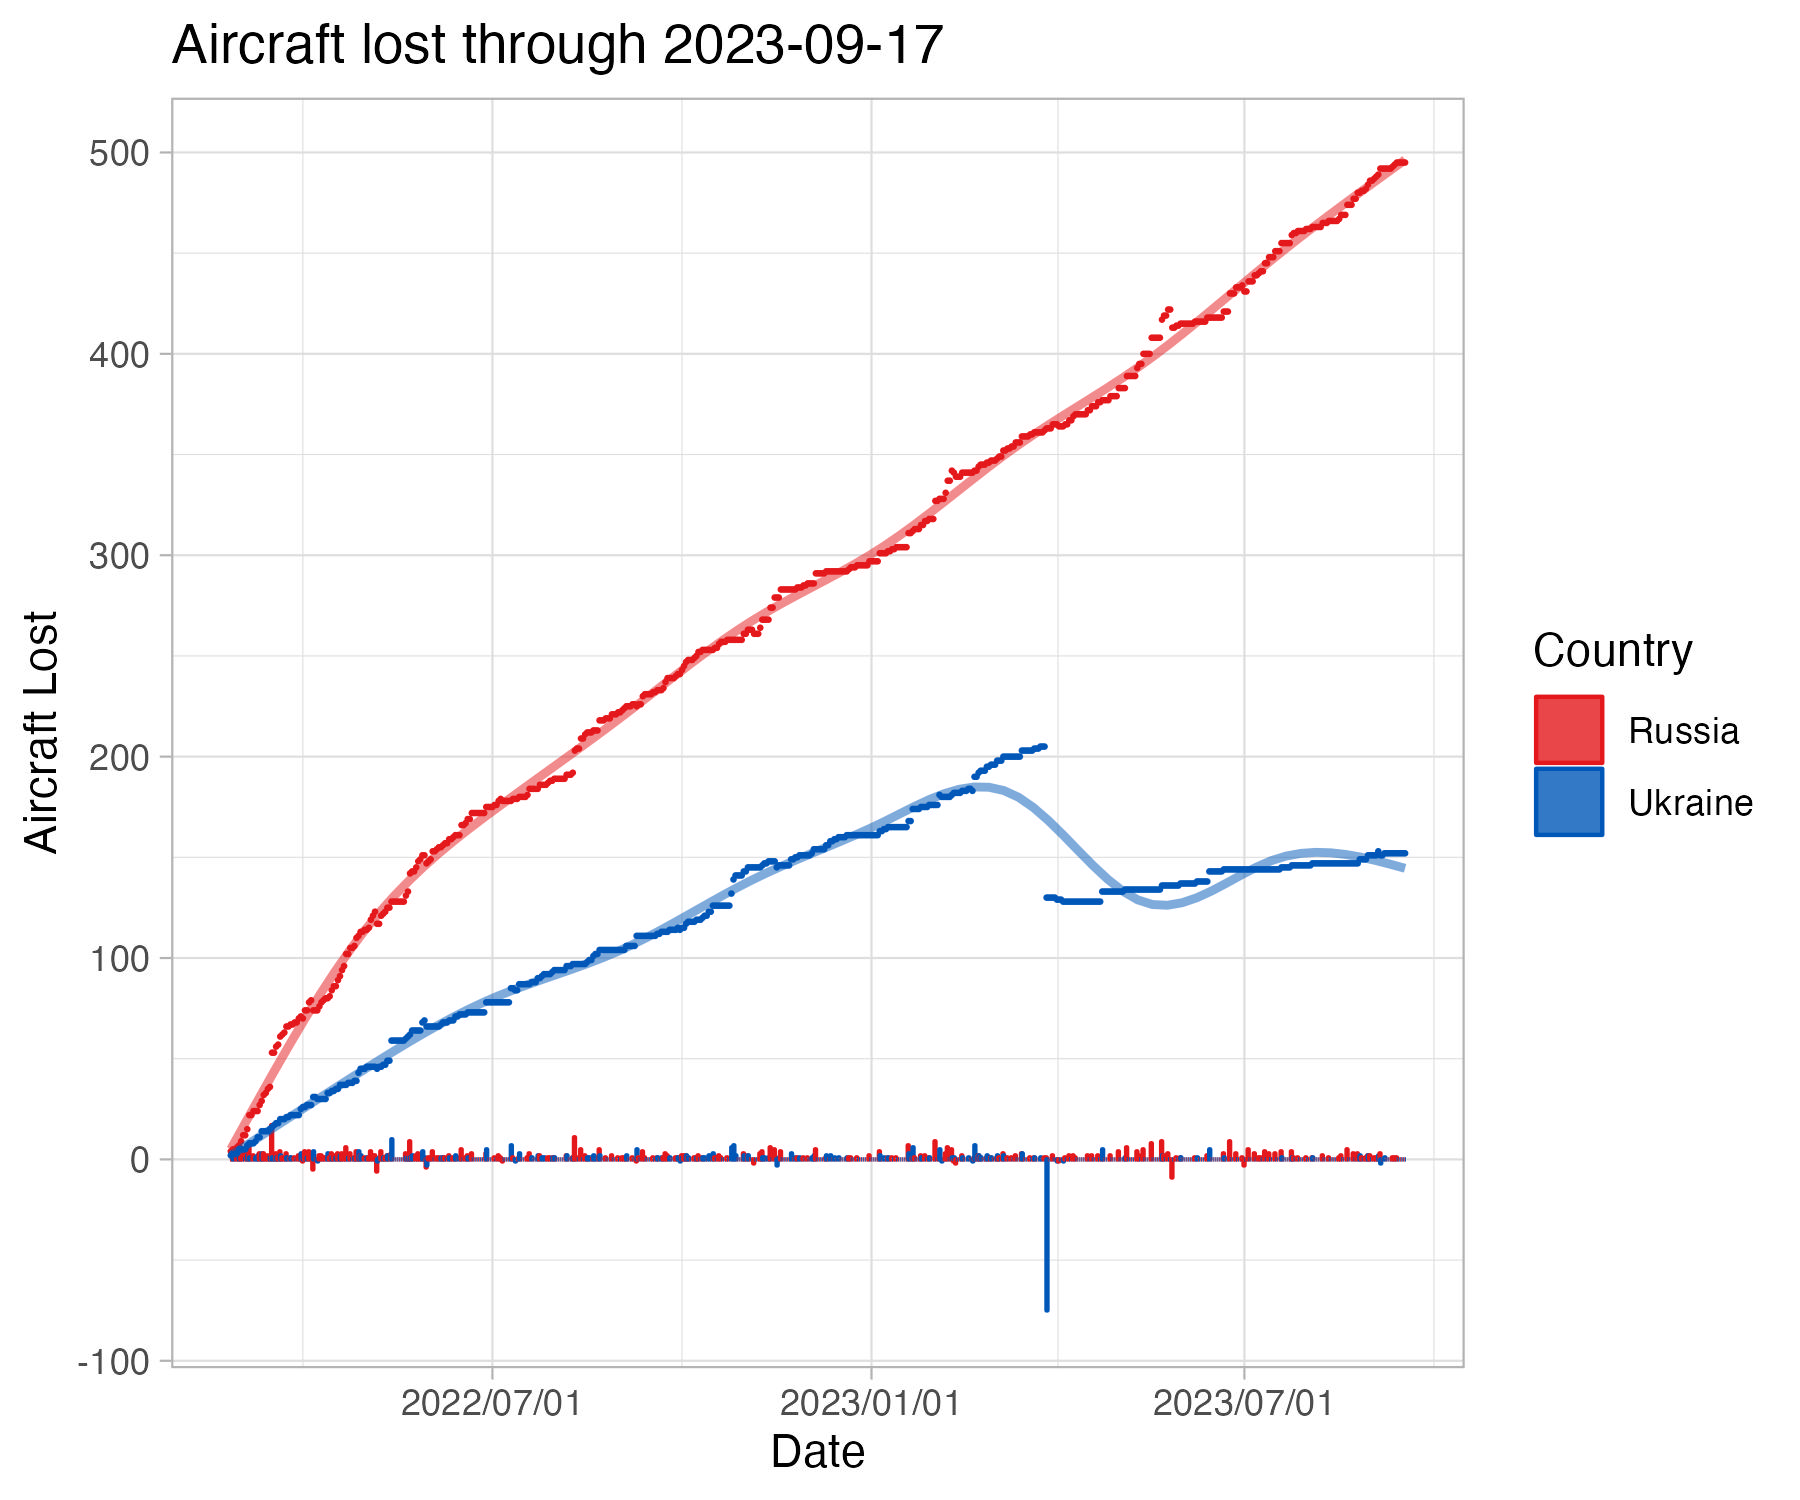 Aircraft lost through 2023-09-17
500
400
300
200
100
0
-100
Aircraft Lost
2022/07/01
2023/01/01
2023/07/01
Date
Country
Russia
Ukraine